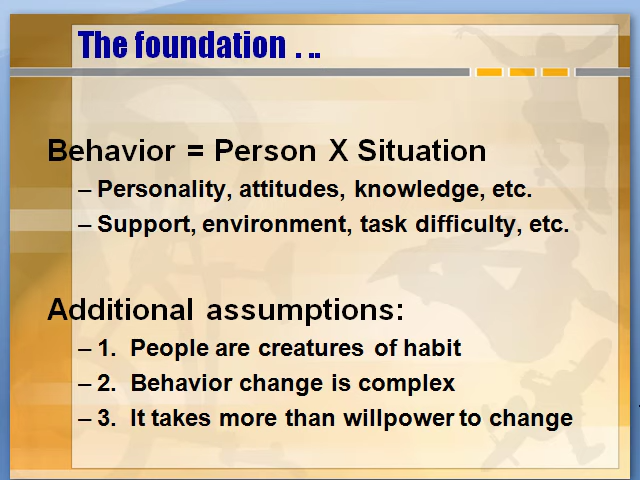 The foundation . ..
Behavior = Person X Situation
– Personality, attitudes, knowledge, etc.
– Support, environment, task difficulty, etc.
Additional assumptions:
– 1. People are creatures of habit
– 2. Behavior change is complex
– 3. It takes more than willpower to change